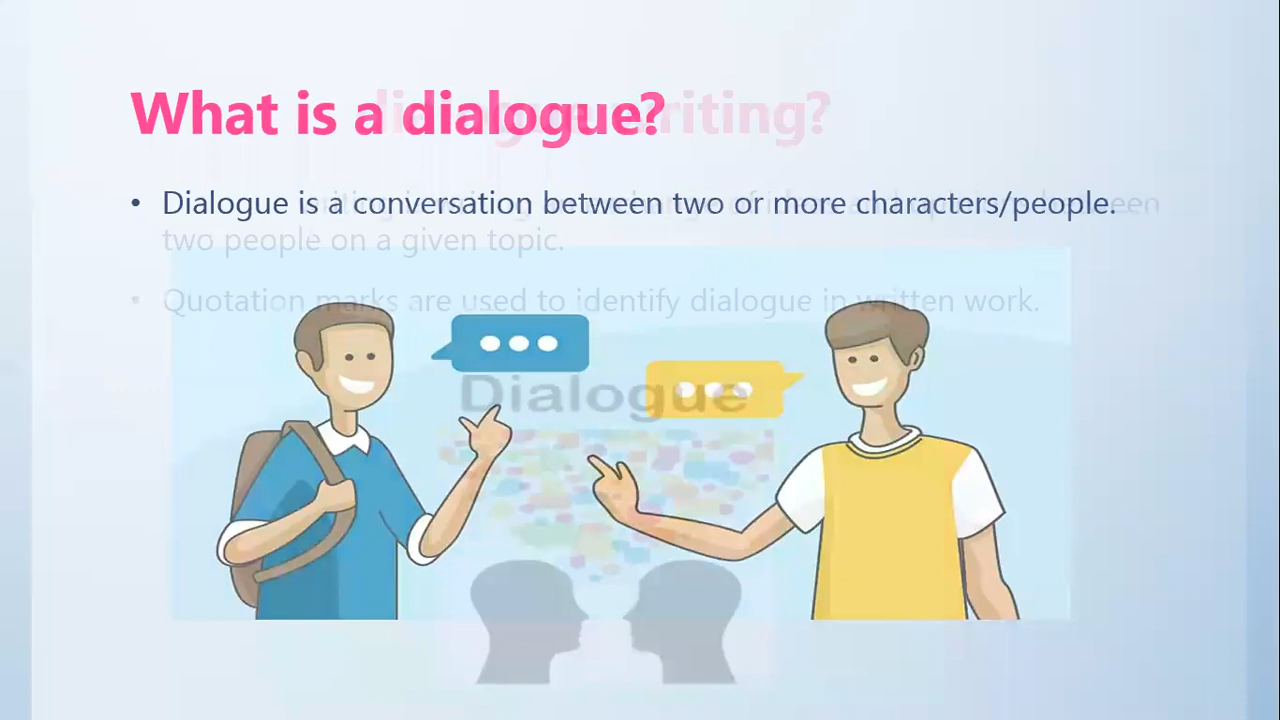 What is a dialogue?
• Dialogue is a conversation between two or more characters/people.
two people on a given topic.
• Quotation marks are used to identify dialogue in written work.
Dialogue